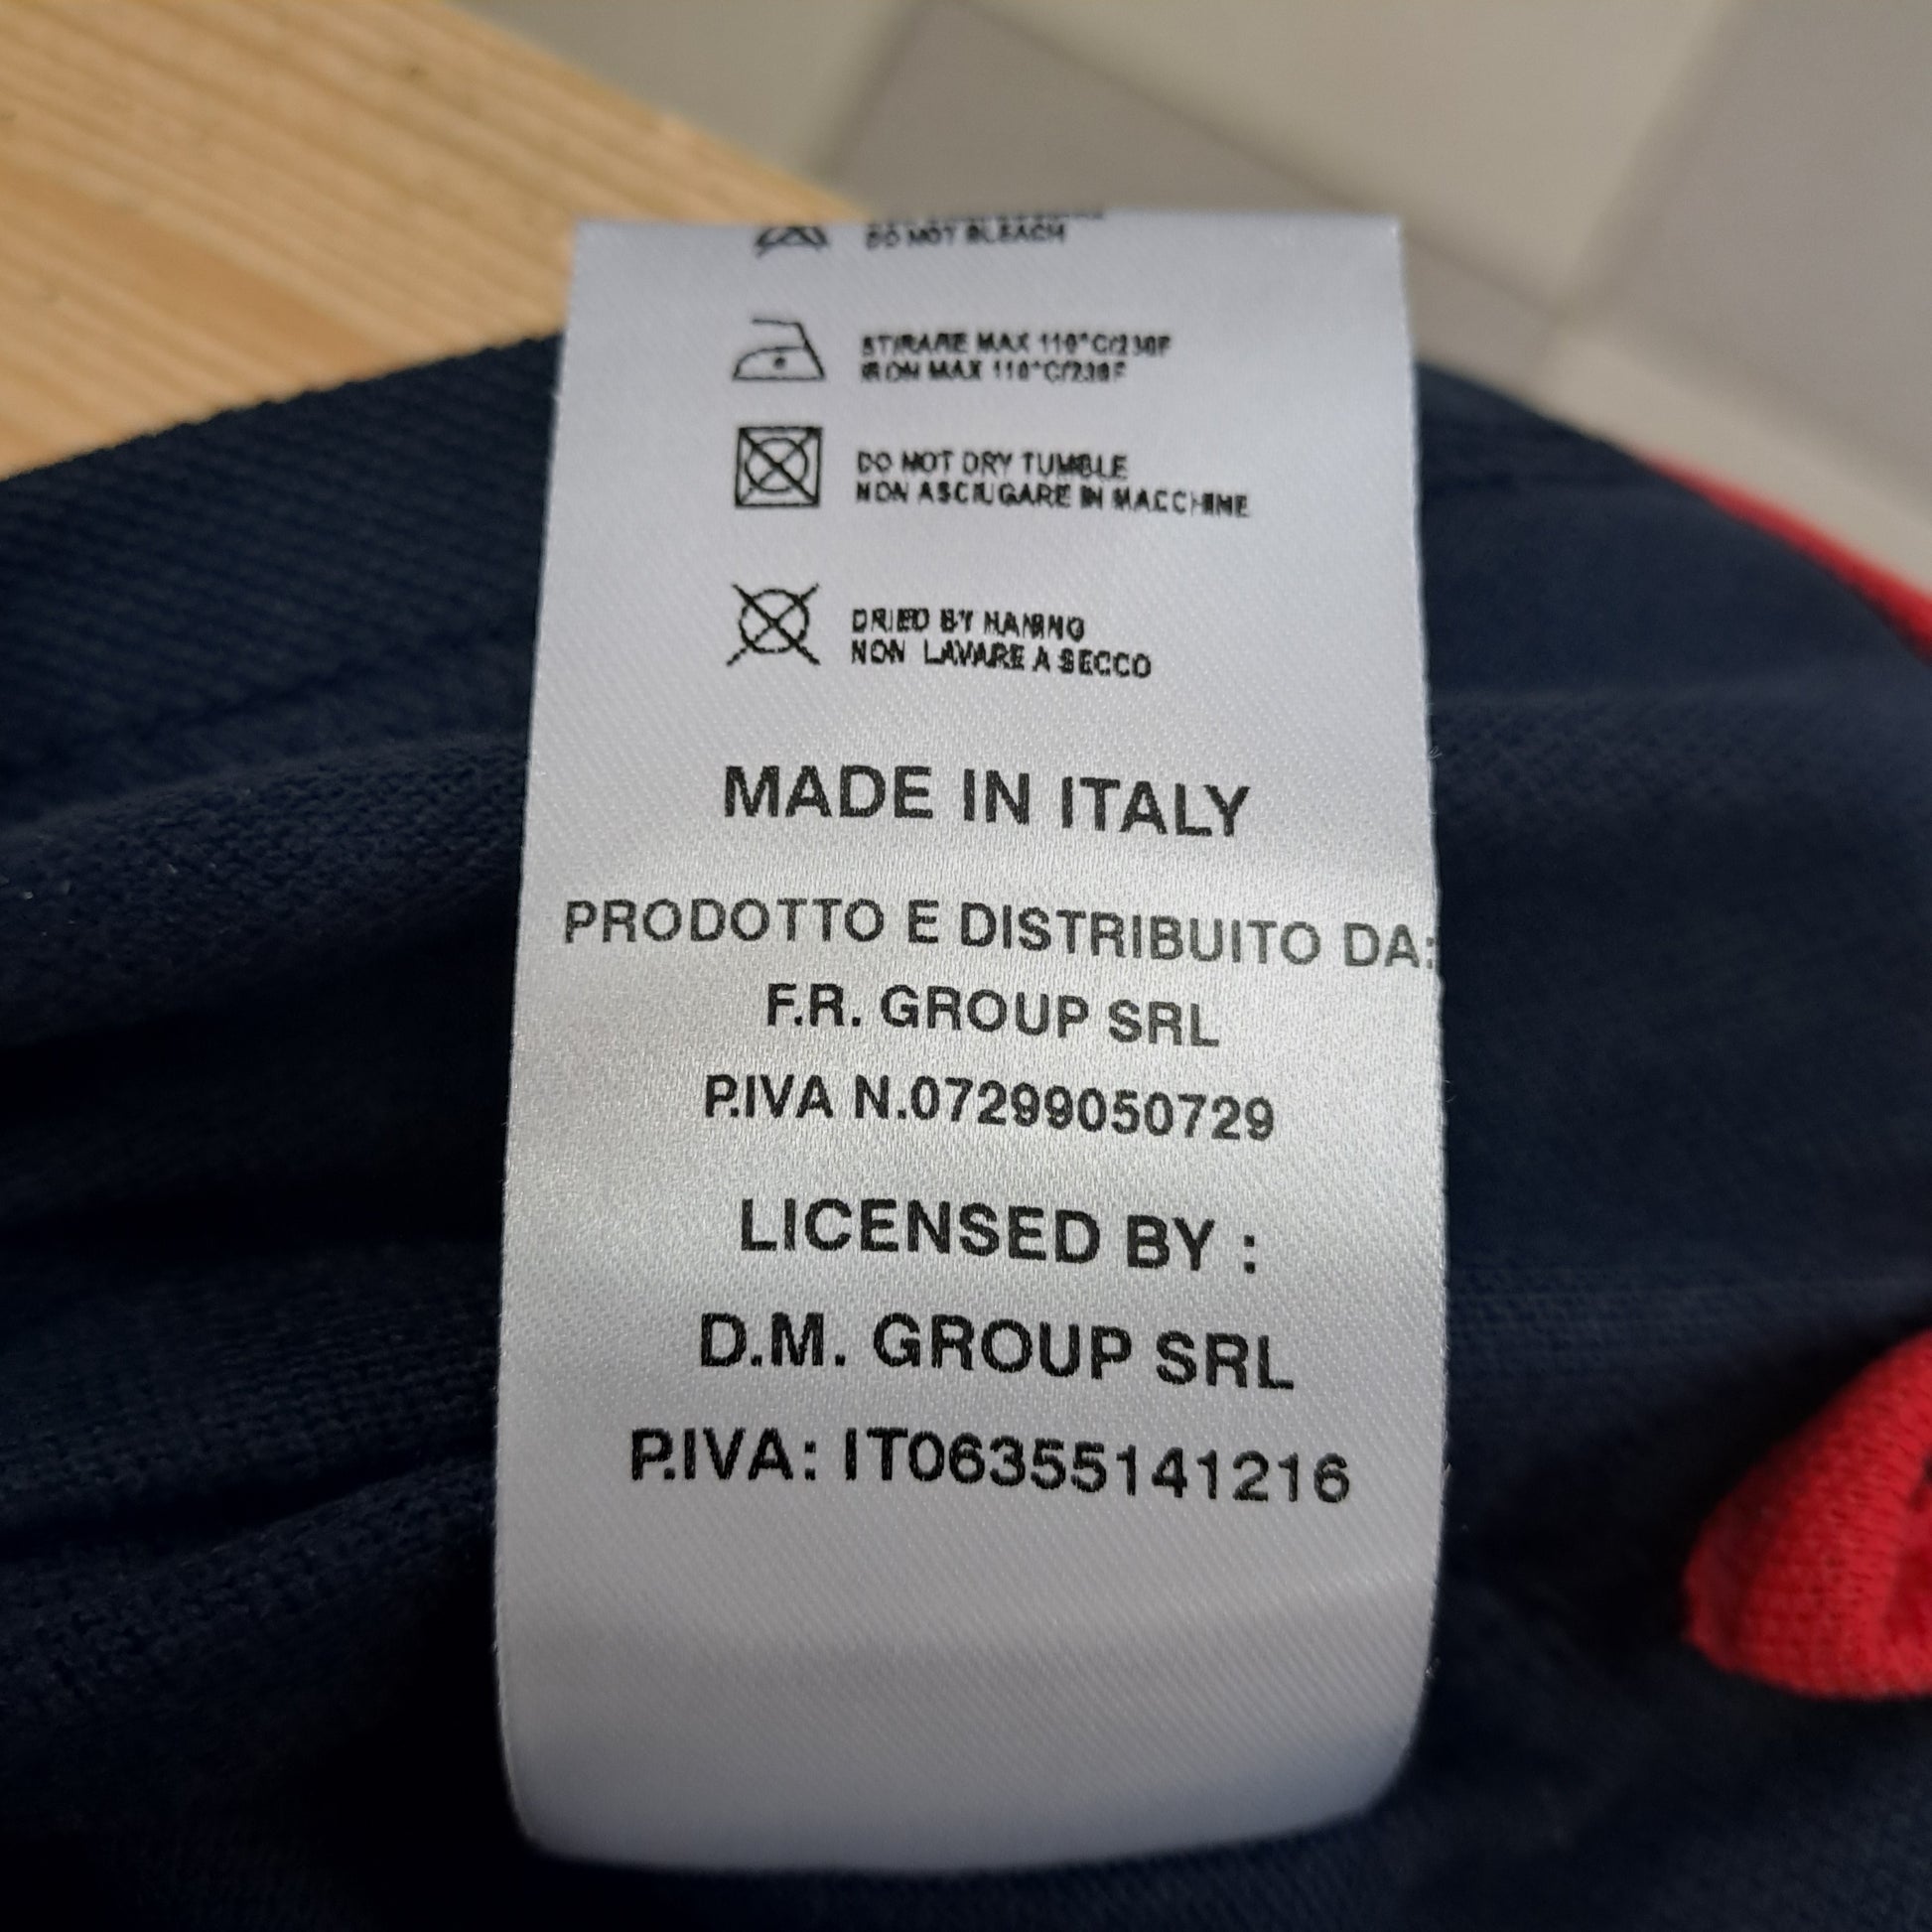 DO NOT BLEACH
STIRARE MAX 110°C/230F
IRON MAX 110°C/230F
DO NOT DRY TUMBLE
NON ASCIUGARE IN MACCHINE
DRIED BY
NON LAVARE A SECCO
MADE IN ITALY
PRODOTTO E DISTRIBUITO DA:
F.R. GROUP SRL
P.IVA N.07299050729
LICENSED BY :
D.M. GROUP SRL
P.IVA: IT06355141216